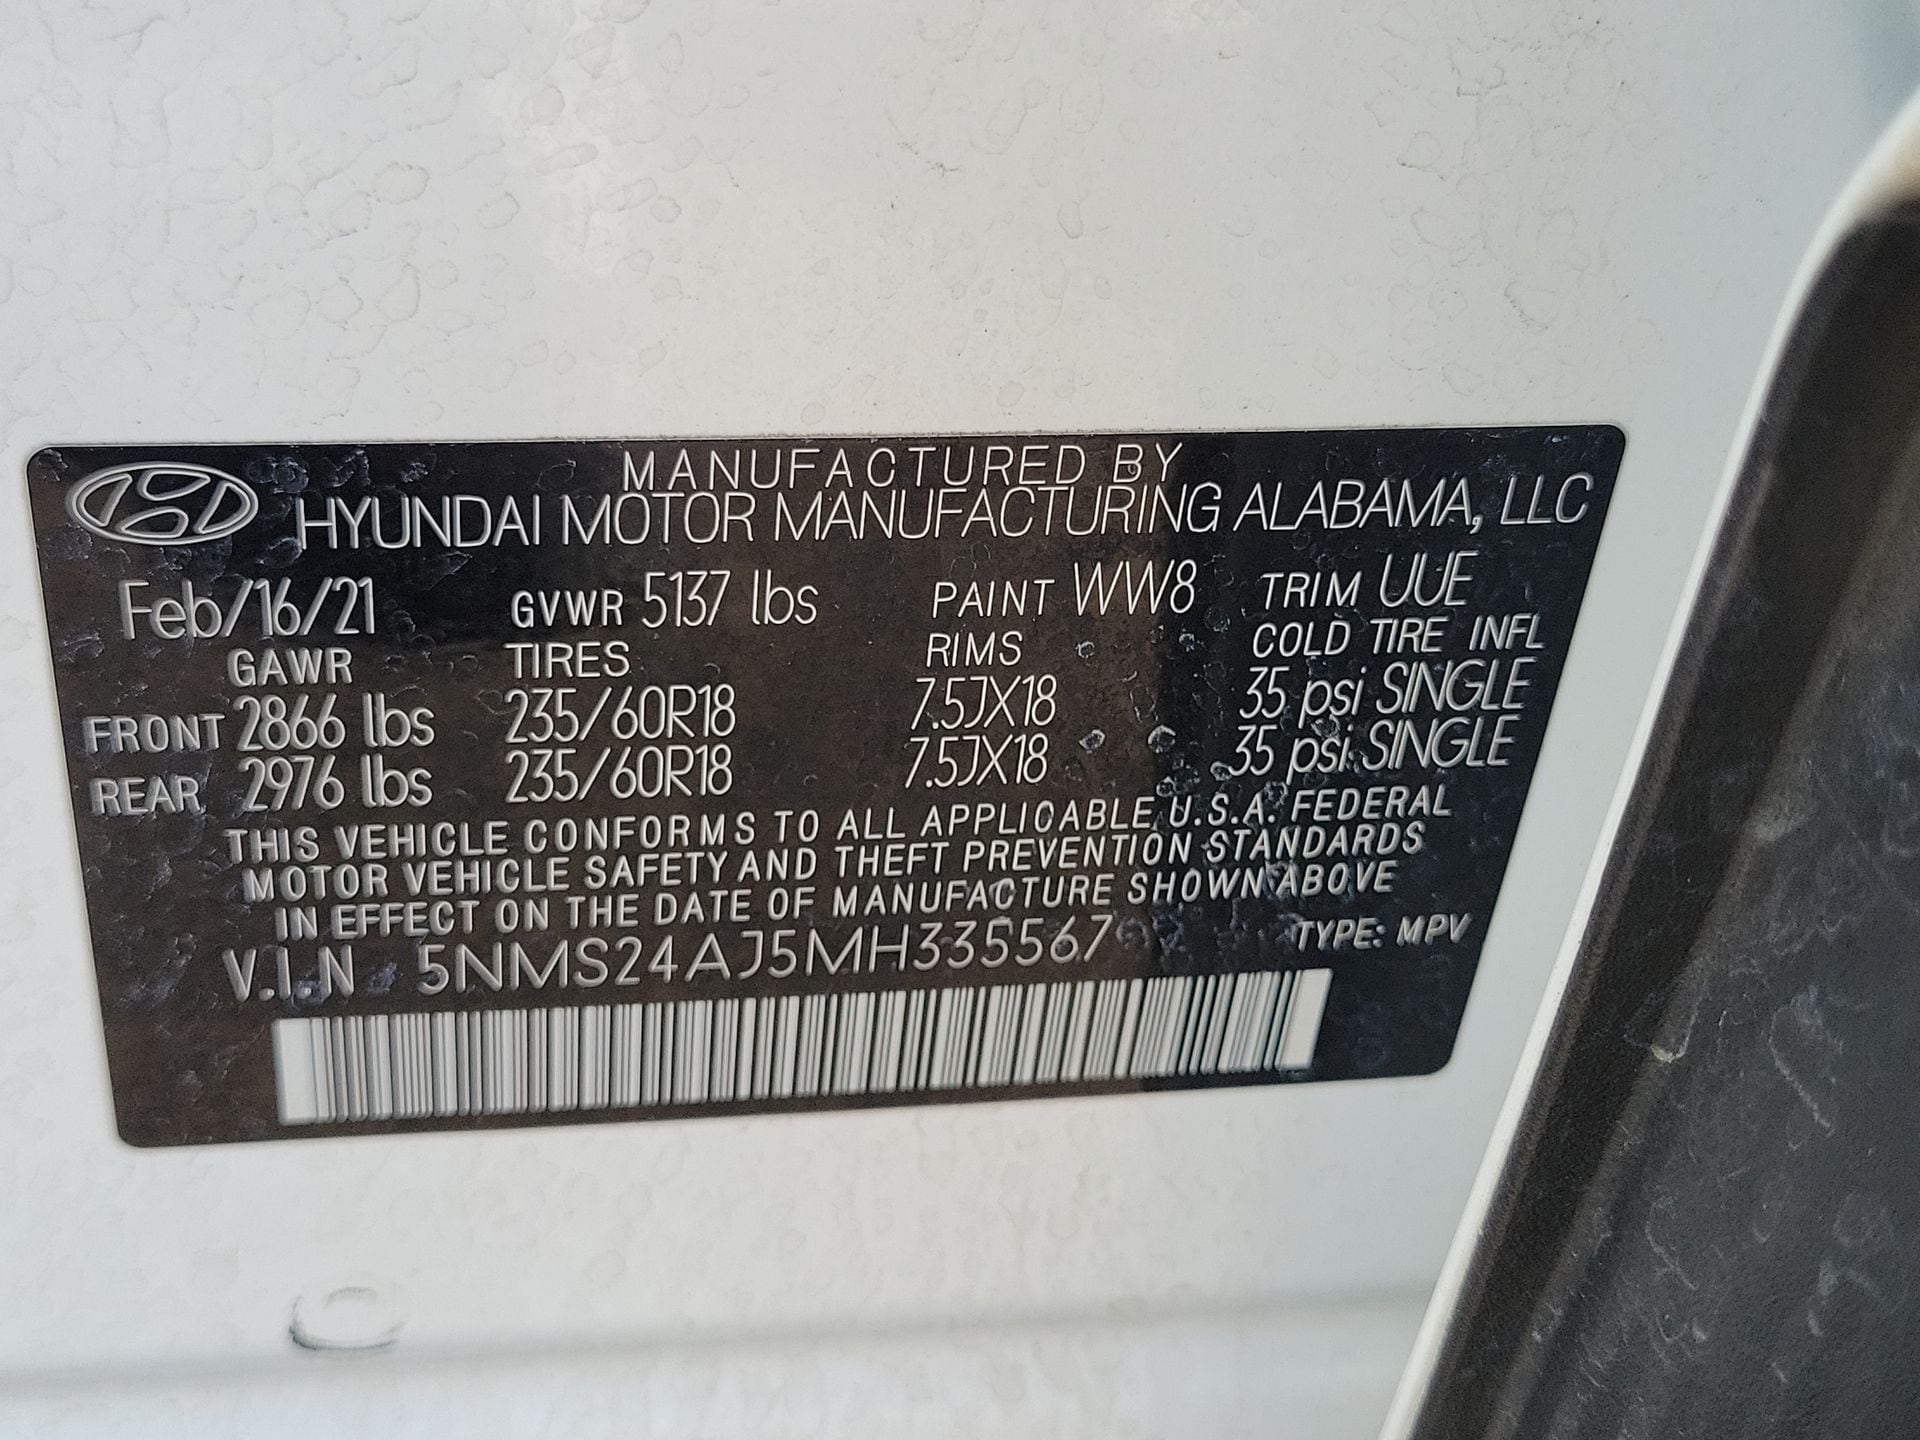 MANUFACTURED BY
HYUNDAI MOTOR MANUFACTURING ALABAMA, LLC
Feb/16/21 GVWR 5137 lbs PAINT WW8 TRIM UUE
GAWR TIRES RIMS COLD TIRE INFL
FRONT 2866 lbs 235/60R18 7.5JX18 35 psi SINGLE
REAR 2976 lbs 235/60R18 7.5JX18 35 psi SINGLE
THIS VEHICLE CONFORMS TO ALL APPLICABLE U.S.A. FEDERAL
MOTOR VEHICLE SAFETY AND THEFT PREVENTION STANDARDS
IN EFFECT ON THE DATE OF MANUFACTURE SHOWN ABOVE
V.I.N 5NMS24AJ5MH335567 TYPE: MPV